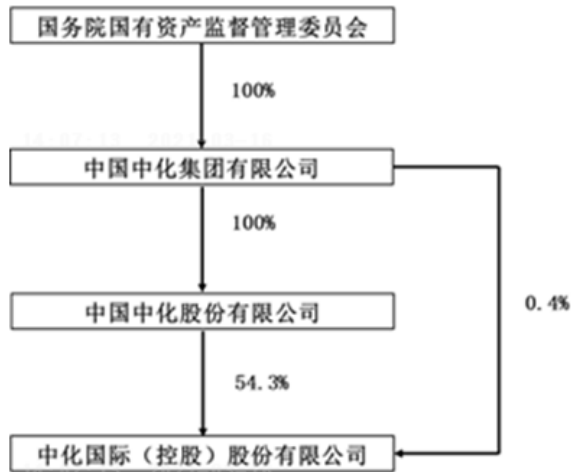 国务院国有资产监督管理委员会
100%
中国中化集团有限公司
100%
中国中化股份有限公司
0.4%
54.3%
中化国际（控股）股份有限公司